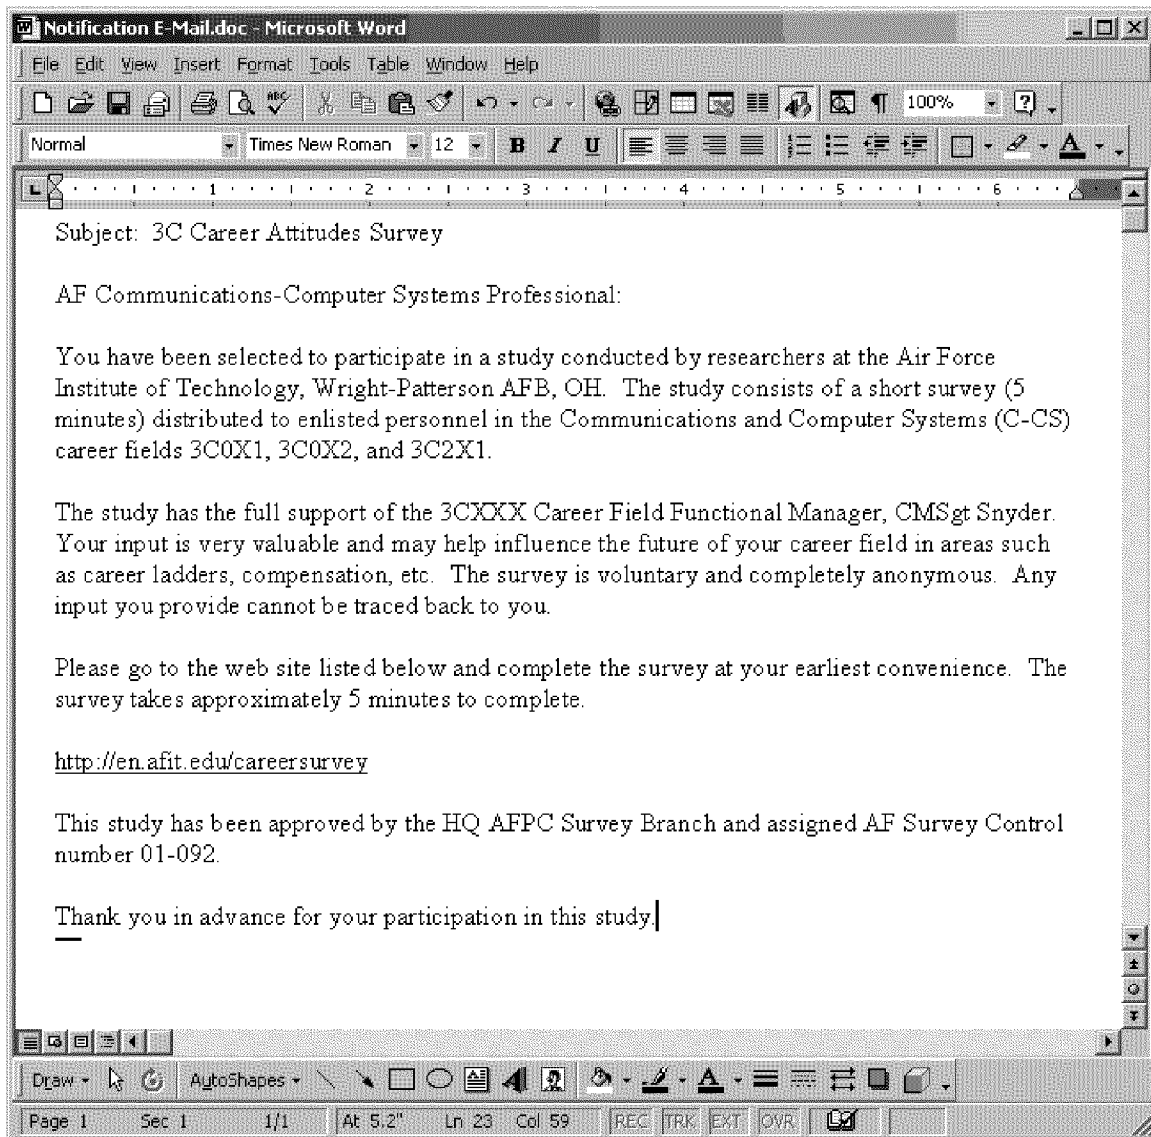 Notification E-Mail.doc - Microsoft Word
File Edit View Insert Format Tools Table Window Help
ABC 100%
Normal Times New Roman 12 B I U A
1 2 3 4 5 6
Subject:  3C Career Attitudes Survey
AF Communications-Computer Systems Professional:
You have been selected to participate in a study conducted by researchers at the Air Force
Institute of Technology, Wright-Patterson AFB, OH.  The study consists of a short survey (5
minutes) distributed to enlisted personnel in the Communications and Computer Systems (C-CS)
career fields 3C0X1, 3C0X2, and 3C2X1.
The study has the full support of the 3CXXX Career Field Functional Manager, CMSgt Snyder.
Your input is very valuable and may help influence the future of your career field in areas such
as career ladders, compensation, etc.  The survey is voluntary and completely anonymous.  Any
input you provide cannot be traced back to you.
Please go to the web site listed below and complete the survey at your earliest convenience.  The
survey takes approximately 5 minutes to complete.
http://en.afit.edu/careersurvey
This study has been approved by the HQ AFPC Survey Branch and assigned AF Survey Control
number 01-092.
Thank you in advance for your participation in this study.
Draw AutoShapes A A
Page 1 Sec 1 1/1 At 5.2" Ln 23 Col 59 REC TRK EXT OVR